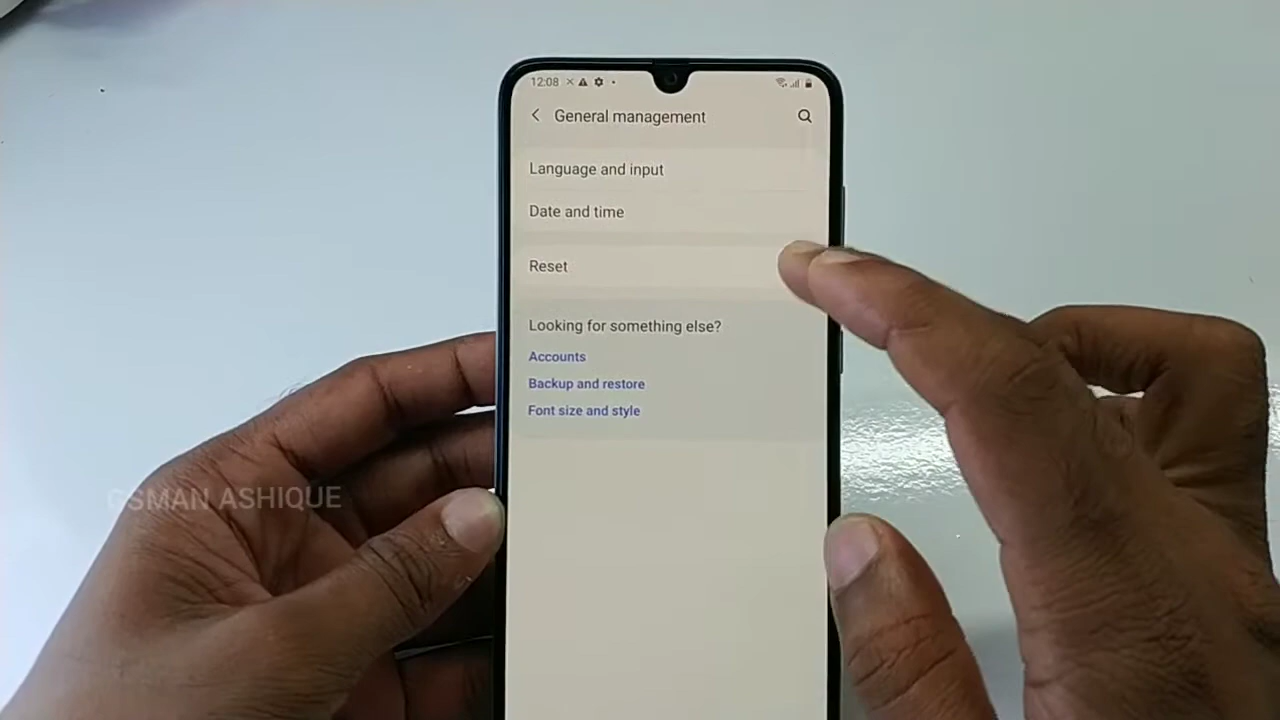 12:08
General management
Language and input
Date and time
Reset
Looking for something else?
Accounts
Backup and restore
Font size and style
GSMAN ASHIQUE